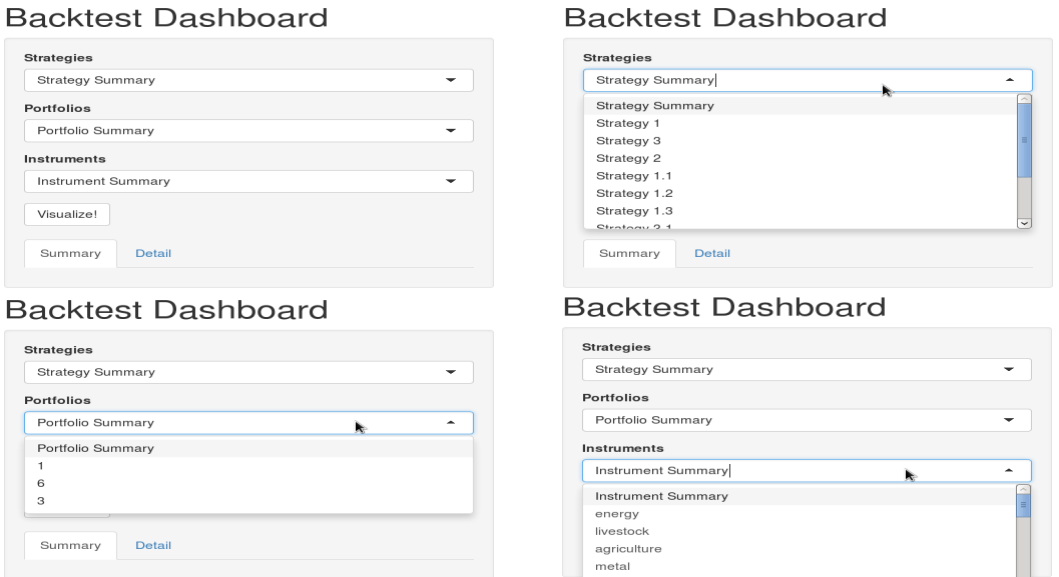 Backtest Dashboard
Strategies
Strategy Summary
Portfolios
Portfolio Summary
Instruments
Instrument Summary
Visualize!
Summary
Detail
Backtest Dashboard
Strategies
Strategy Summary
Strategy Summary
Strategy 1
Strategy 3
Strategy 2
Strategy 1.1
Strategy 1.2
Strategy 1.3
Summary
Detail
Backtest Dashboard
Strategies
Strategy Summary
Portfolios
Portfolio Summary
Portfolio Summary
1
6
3
Summary
Detail
Backtest Dashboard
Strategies
Strategy Summary
Portfolios
Portfolio Summary
Instruments
Instrument Summary
Instrument Summary
energy
livestock
agriculture
metal